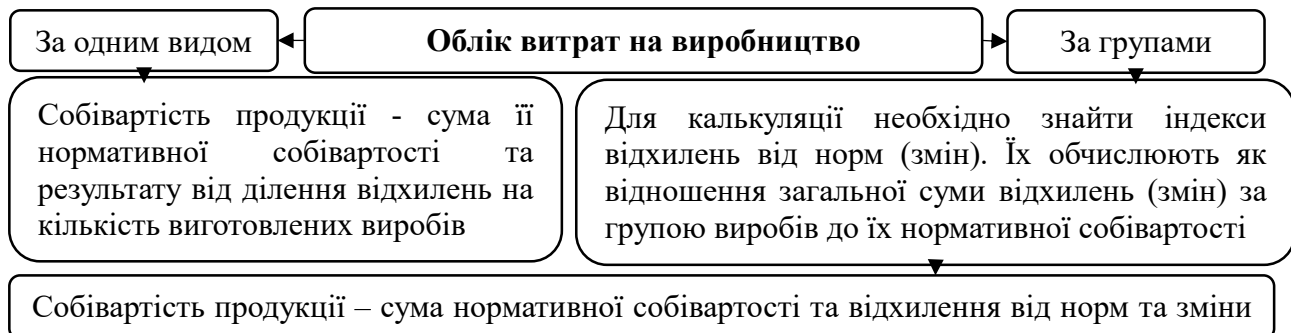 За одним видом
Облік витрат на виробництво
За групами
Собівартість продукції - сума її
нормативної собівартості та
результату від ділення відхилень на
кількість виготовлених виробів
Для калькуляції необхідно знайти індекси
відхилень від норм (змін). Їх обчислюють як
відношення загальної суми відхилень (змін) за
групою виробів до їх нормативної собівартості
Собівартість продукції – сума нормативної собівартості та відхилення від норм та зміни